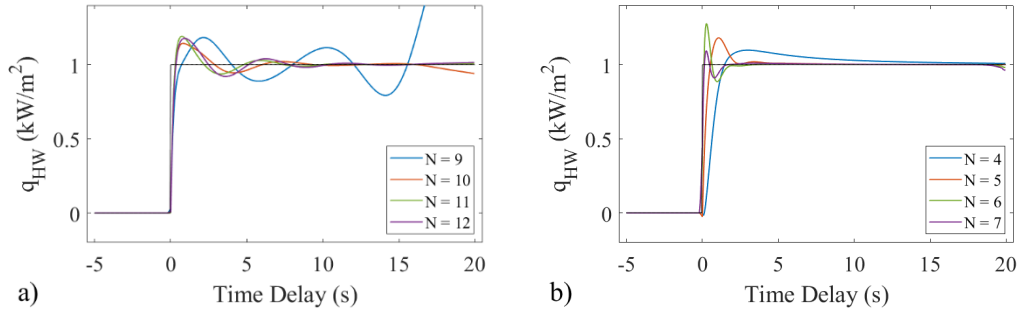 q_HW (kW/m²)
1
0.5
0
-5 0 5 10 15 20
Time Delay (s)
N = 9
N = 10
N = 11
N = 12
a)
q_HW (kW/m²)
1
0.5
0
-5 0 5 10 15 20
Time Delay (s)
N = 4
N = 5
N = 6
N = 7
b)